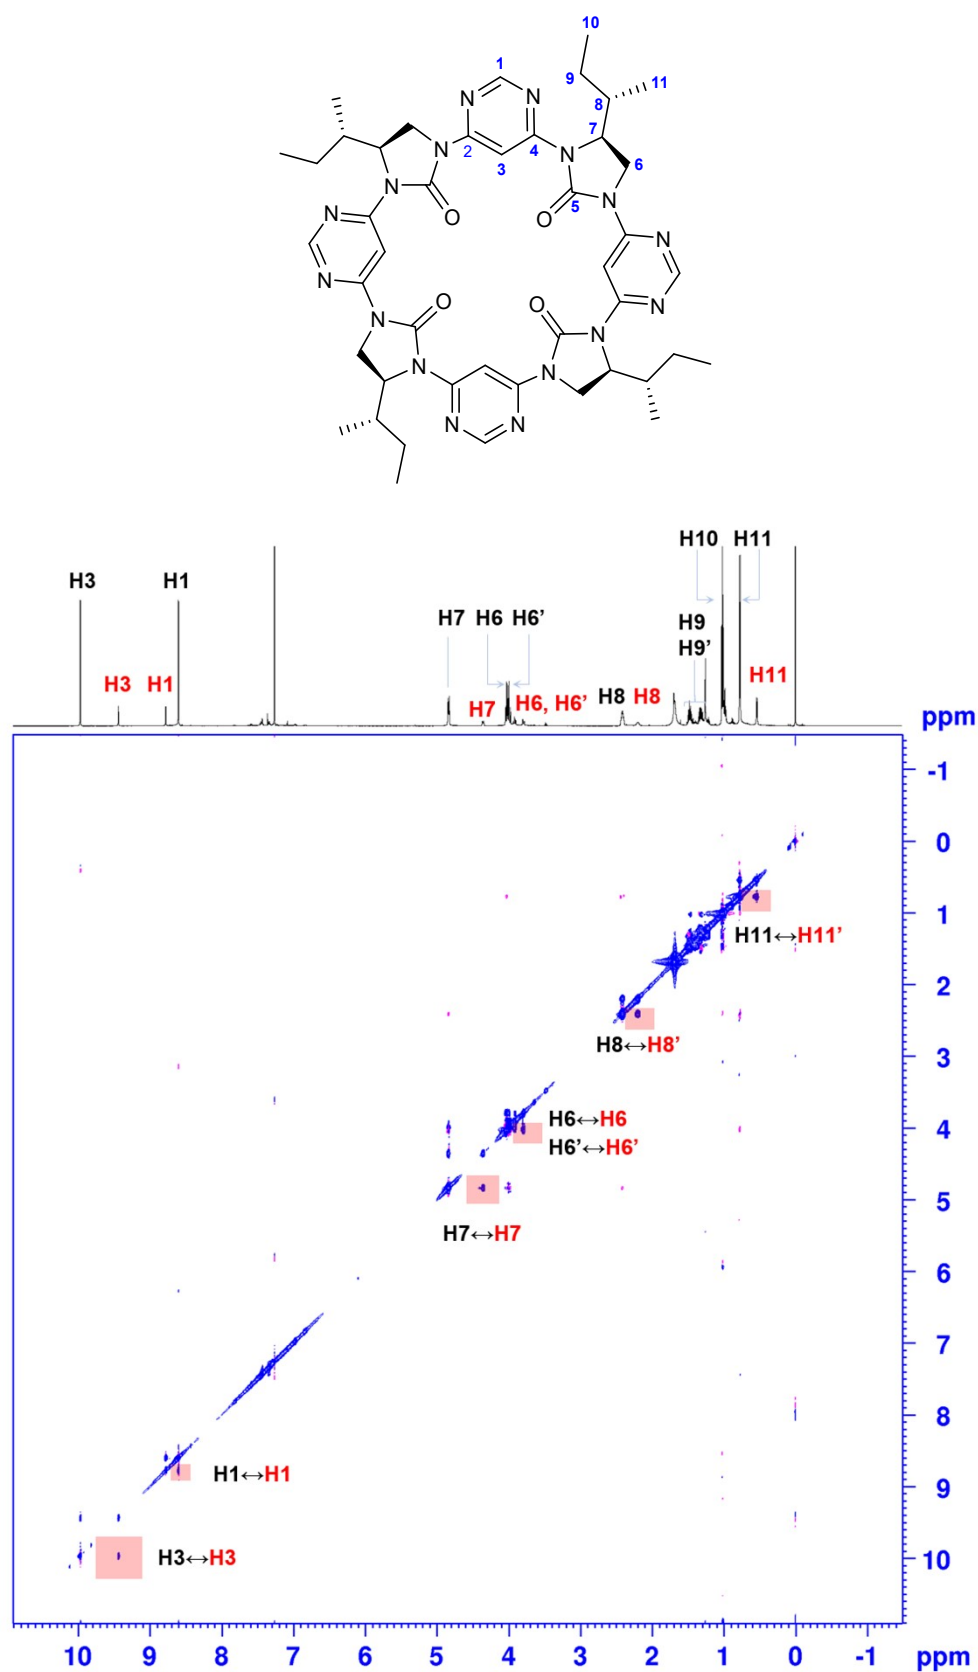 10
1
9
11
N
N
8
7
N
2
4
N
3
6
N
O
O
5
N
N
N
N
N
O
O
N
N
N
N
N
N
N
H10 H11
H3 H1
H7 H6 H6’
H9
H9’
H3 H1
H7
H6, H6’
H8 H8
H11
ppm
-1
0
1
H11↔H11’
2
H8↔H8’
3
4
H6↔H6
H6’↔H6’
5
H7↔H7
6
7
8
H1↔H1
9
H3↔H3
10
10 9 8 7 6 5 4 3 2 1 0 -1 ppm